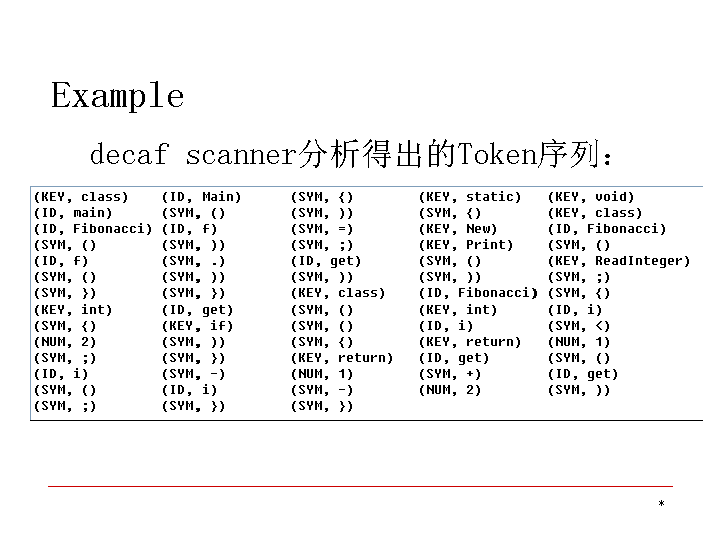 Example
decaf scanner分析得出的Token序列：
(KEY, class) (ID, Main) (SYM, {) (KEY, static) (KEY, void)
(ID, main) (SYM, () (SYM, )) (SYM, {) (KEY, class)
(ID, Fibonacci) (ID, f) (SYM, =) (KEY, New) (ID, Fibonacci)
(SYM, () (SYM, )) (SYM, ;) (KEY, Print) (SYM, ()
(ID, f) (SYM, .) (ID, get) (SYM, () (KEY, ReadInteger)
(SYM, () (SYM, )) (SYM, )) (SYM, )) (SYM, ;)
(SYM, }) (SYM, }) (KEY, class) (ID, Fibonacci) (SYM, {)
(KEY, int) (ID, get) (SYM, () (KEY, int) (ID, i)
(SYM, {) (KEY, if) (SYM, () (ID, i) (SYM, <)
(NUM, 2) (SYM, )) (SYM, {) (KEY, return) (NUM, 1)
(SYM, ;) (SYM, }) (KEY, return) (ID, get) (SYM, ()
(ID, i) (SYM, -) (NUM, 1) (SYM, +) (ID, get)
(SYM, () (ID, i) (SYM, -) (NUM, 2) (SYM, ))
(SYM, ;) (SYM, }) (SYM, })
*